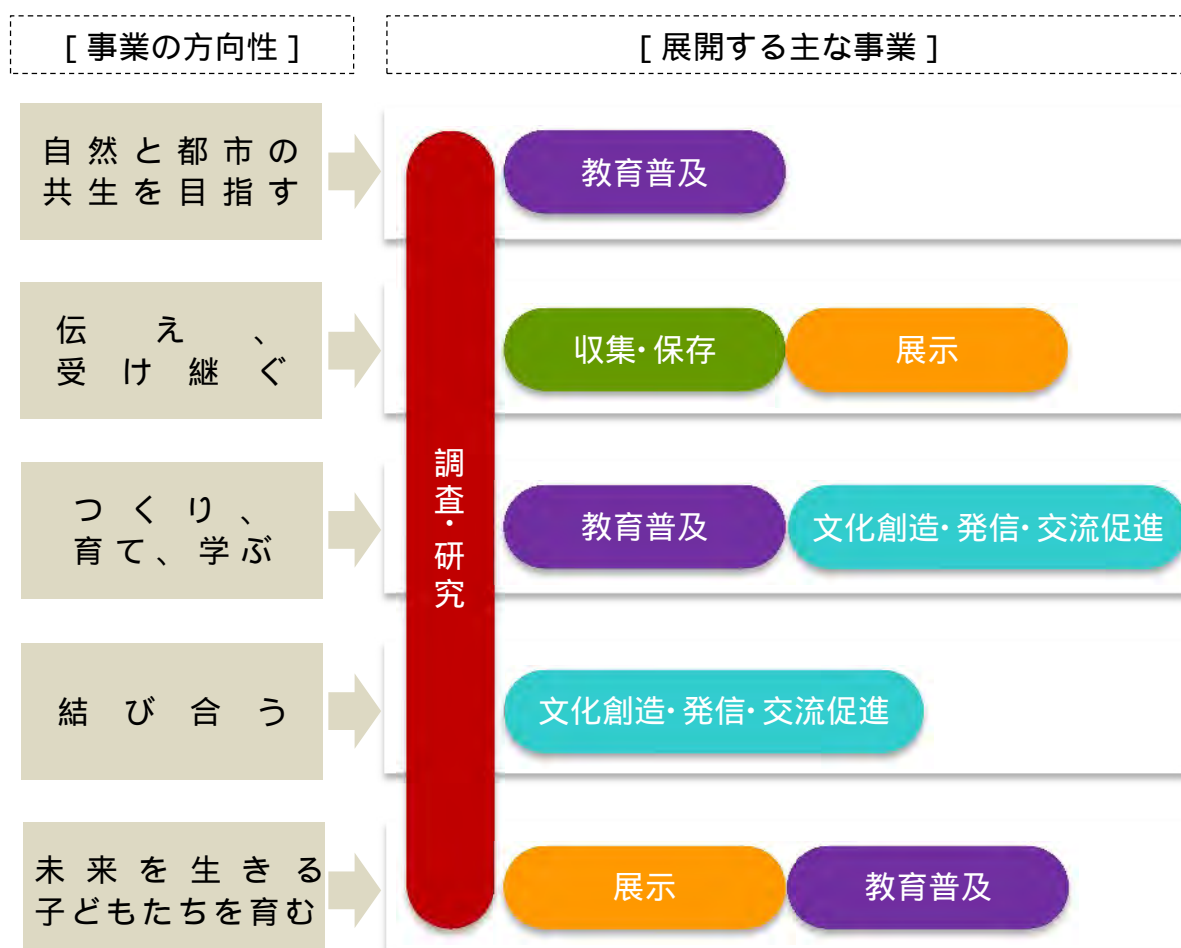 [ 事業の方向性 ]
[ 展開する主な事業 ]
自然と都市の
共生を目指す
教育普及
伝え、
受け継ぐ
収集・保存
展示
つくり、
育て、学ぶ
調査・研究
教育普及
文化創造・発信・交流促進
結び合う
文化創造・発信・交流促進
未来を生きる
子どもたちを育む
展示
教育普及